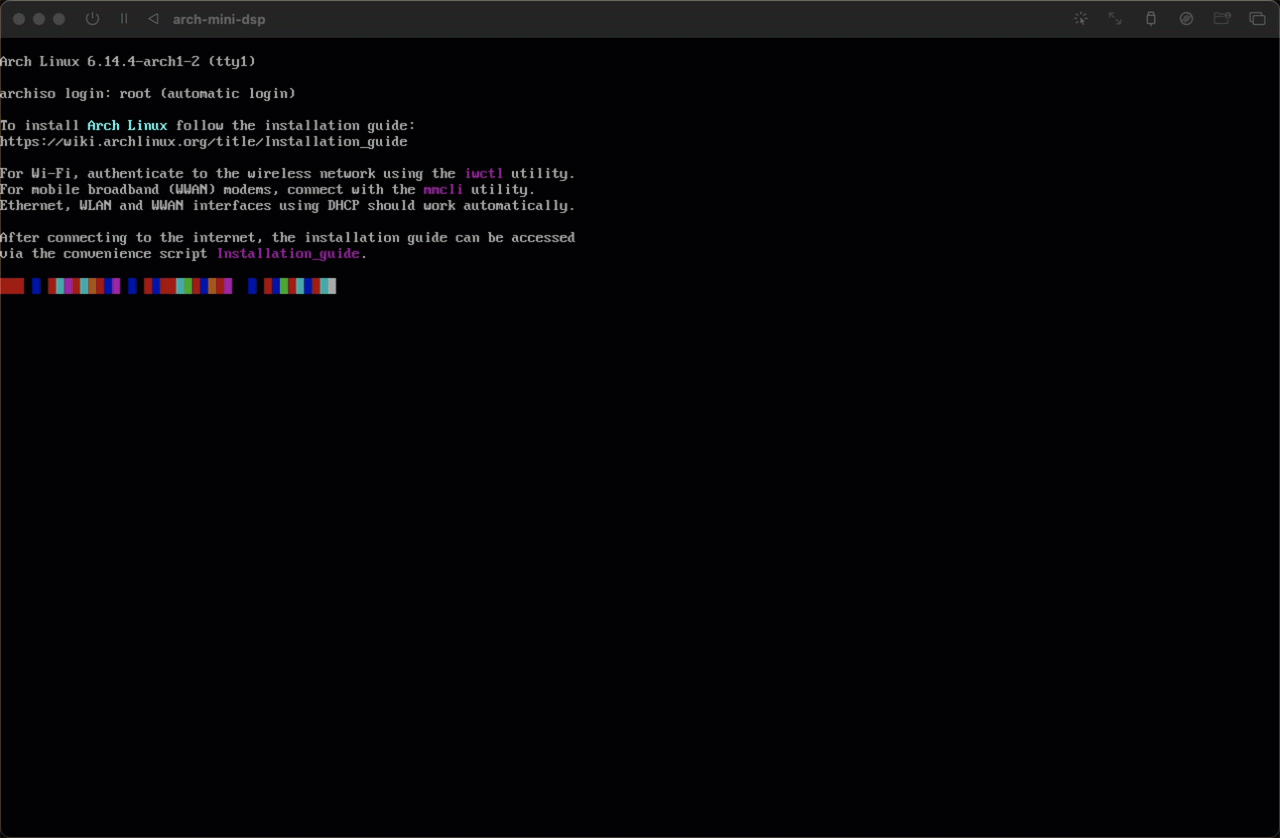 arch-mini-dsp
Arch Linux 6.14.4-arch1-2 (tty1)
archiso login: root (automatic login)
To install Arch Linux follow the installation guide:
https://wiki.archlinux.org/title/Installation_guide
For Wi-Fi, authenticate to the wireless network using the iwctl utility.
For mobile broadband (WWAN) modems, connect with the mmcli utility.
Ethernet, WLAN and WWAN interfaces using DHCP should work automatically.
After connecting to the internet, the installation guide can be accessed
via the convenience script Installation_guide.